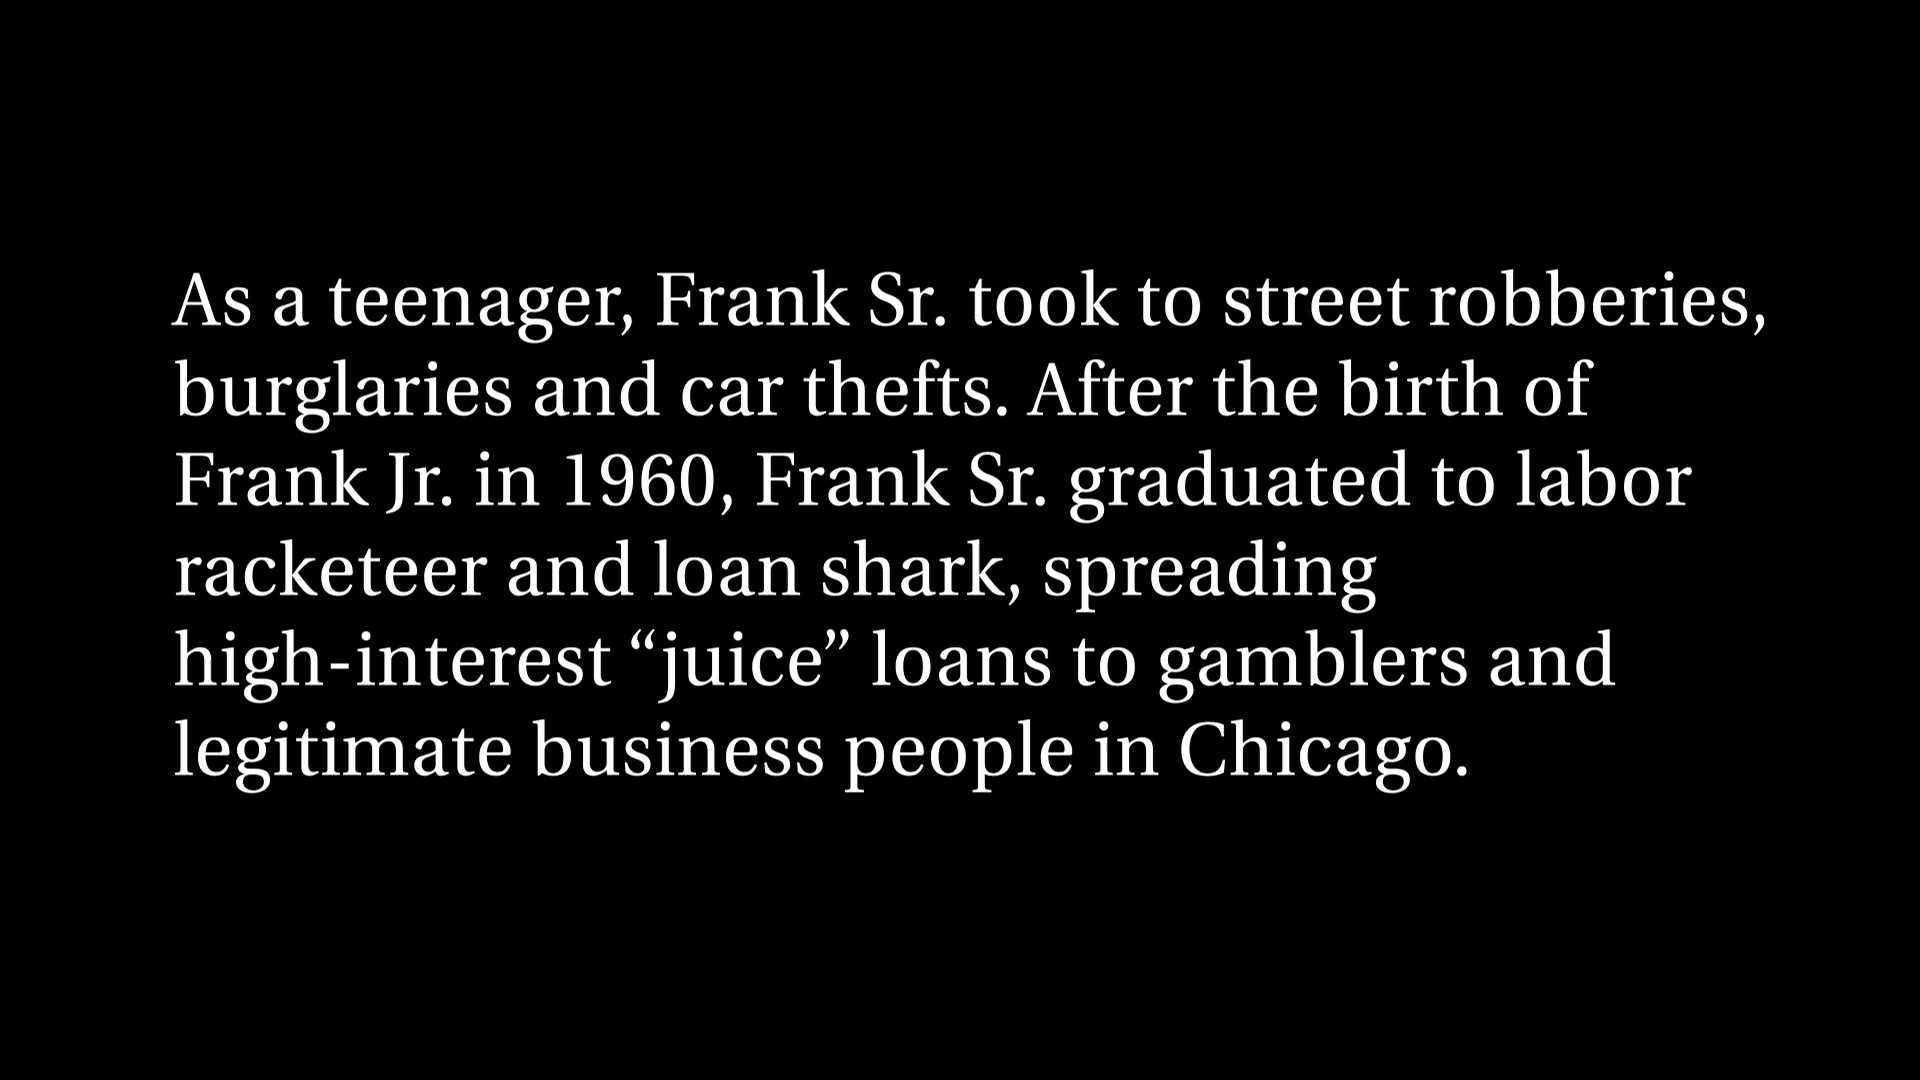 As a teenager, Frank Sr. took to street robberies,
burglaries and car thefts. After the birth of
Frank Jr. in 1960, Frank Sr. graduated to labor
racketeer and loan shark, spreading
high-interest “juice” loans to gamblers and
legitimate business people in Chicago.